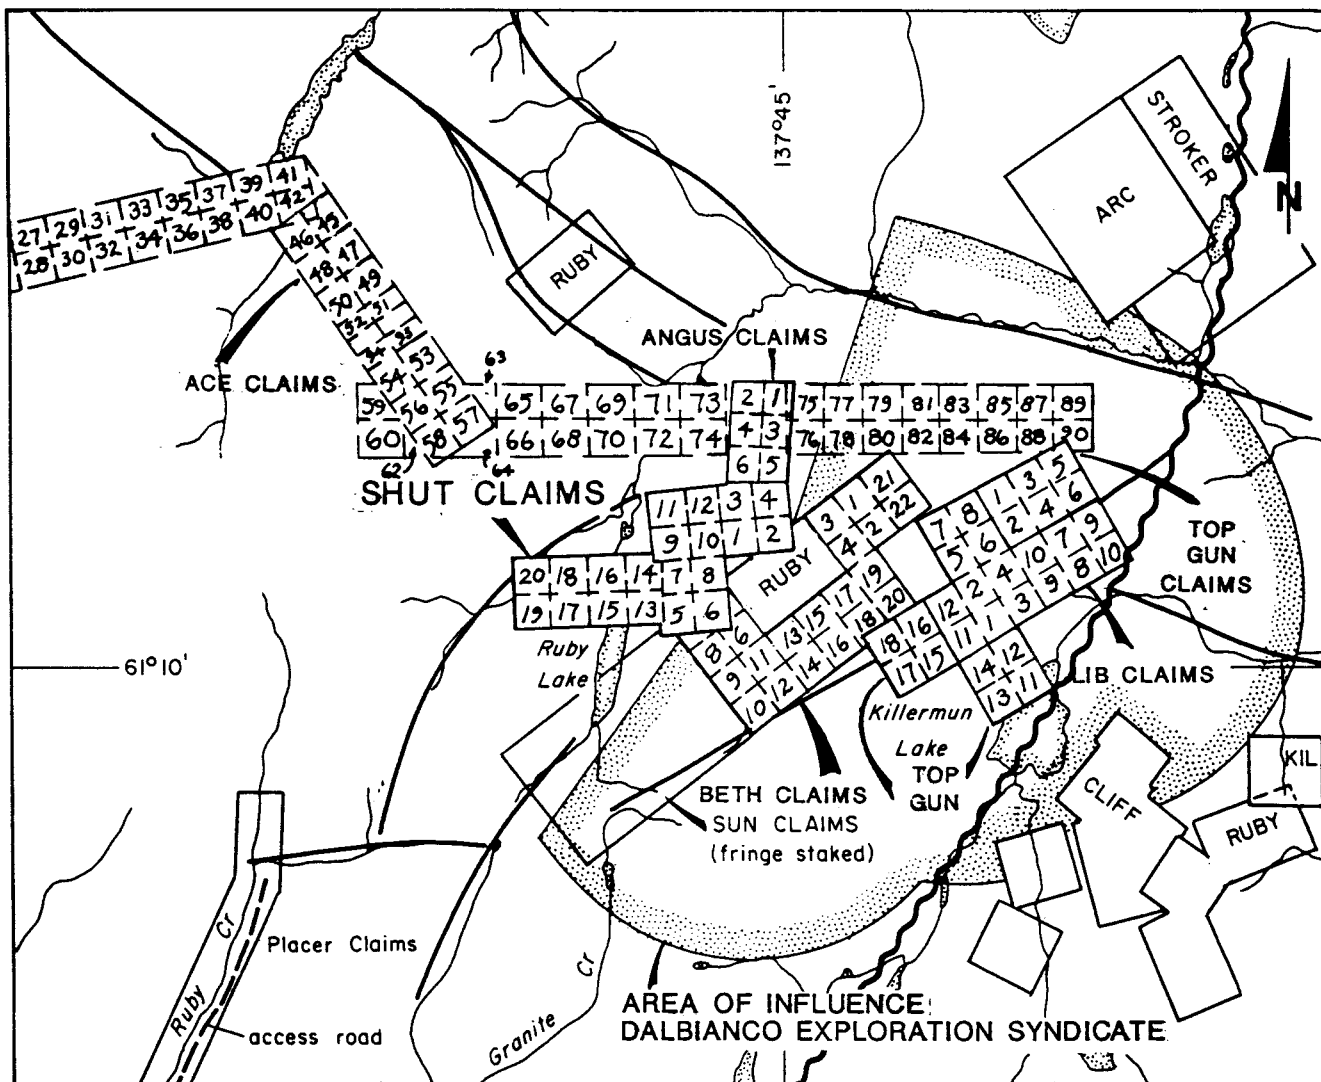 137°45'
STROKER
ARC
N
RUBY
27 29 31 33 35 37 39 41
28 30 32 34 36 38 40 42
45
46
47
48
49
50
51
52
53
54
55
56
57
58
53
ACE CLAIMS
ANGUS CLAIMS
63
59 65 67 69 71 73 2 1 75 77 79 81 83 85 87 89
60 66 68 70 72 74 4 3 76 78 80 82 84 86 88 90
62 64 6 5
SHUT CLAIMS
11 12 3 4
9 10 1 2
20 18 16 14 7 8
19 17 15 13 5 6
3 1 21
4 2 22
RUBY
17 19
13 15 18 20
6 11 14 16
8 9 12
10
1 3 5
7 8 2 4 6
5 6 10 7 9
12 2 4 9 8 10
18 16 11 1 3
17 15 14 12
13 11
TOP
GUN
CLAIMS
LIB CLAIMS
61°10'
Ruby
Lake
Killermun
Lake
TOP
GUN
BETH CLAIMS
SUN CLAIMS
(fringe staked)
CLIFF
KIL
RUBY
Placer Claims
Ruby Cr
access road
Granite Cr
AREA OF INFLUENCE:
DALBIANCO EXPLORATION SYNDICATE